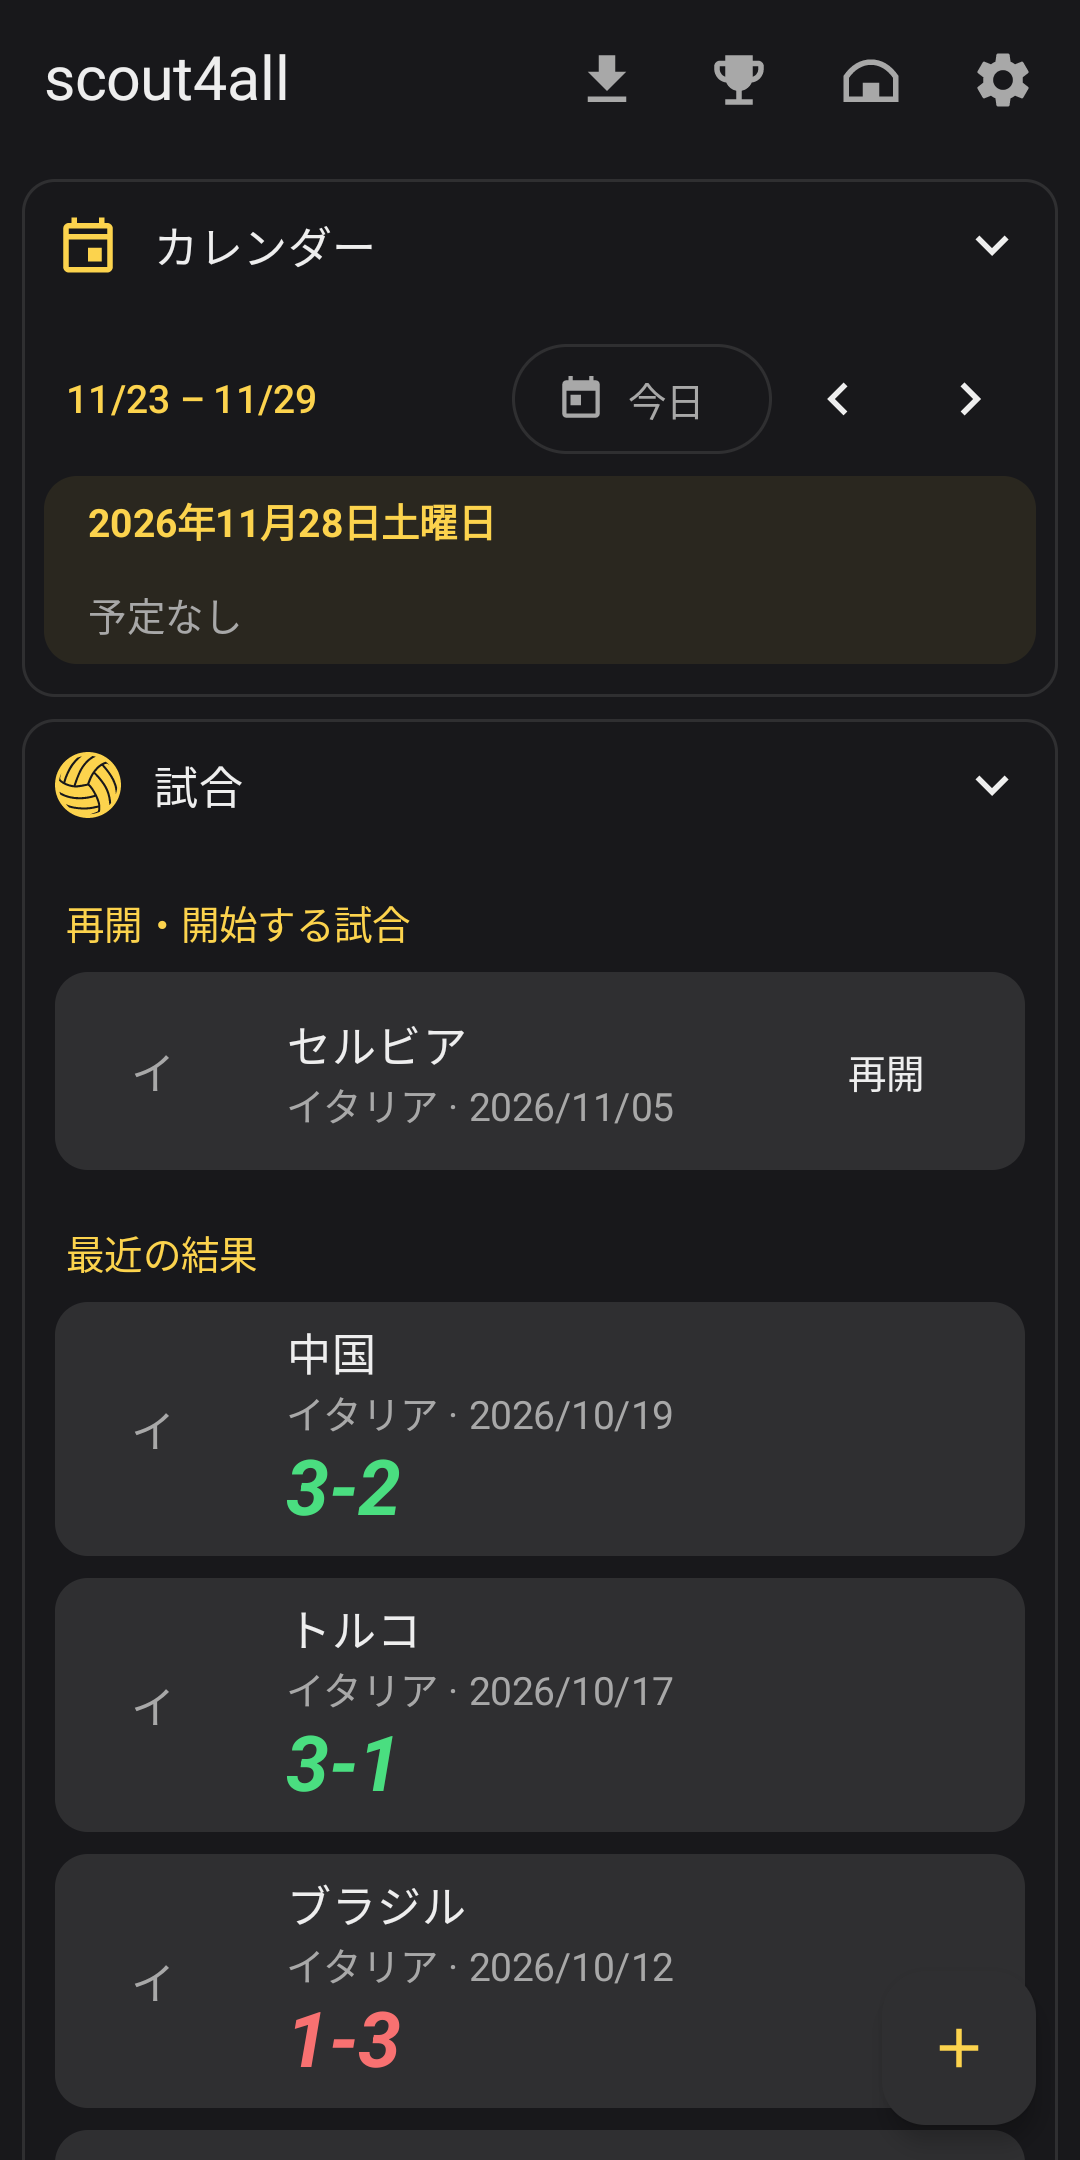 scout4all
カレンダー
11/23 – 11/29
今日
2026年11月28日土曜日
予定なし
試合
再開・開始する試合
イ
セルビア
イタリア · 2026/11/05
再開
最近の結果
イ
中国
イタリア · 2026/10/19
3-2
イ
トルコ
イタリア · 2026/10/17
3-1
イ
ブラジル
イタリア · 2026/10/12
1-3